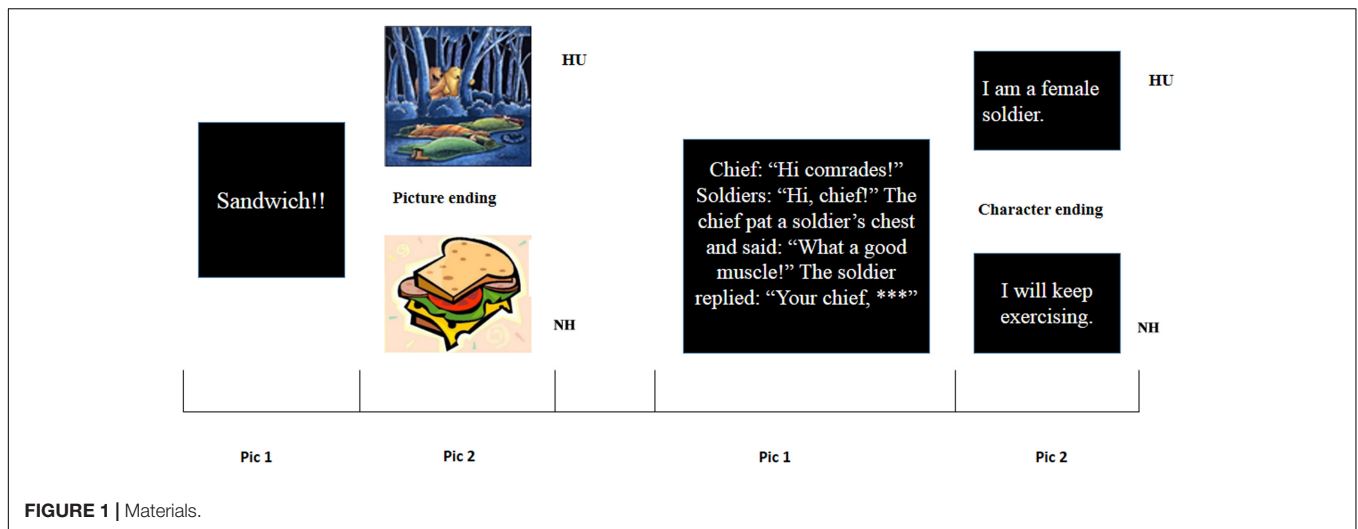 Sandwich!!
HU
Picture ending
NH
Chief: “Hi comrades!”
Soldiers: “Hi, chief!” The
chief pat a soldier’s chest
and said: “What a good
muscle!” The soldier
replied: “Your chief, ***”
I am a female
soldier.
HU
Character ending
I will keep
exercising.
NH
Pic 1
Pic 2
Pic 1
Pic 2
FIGURE 1 | Materials.